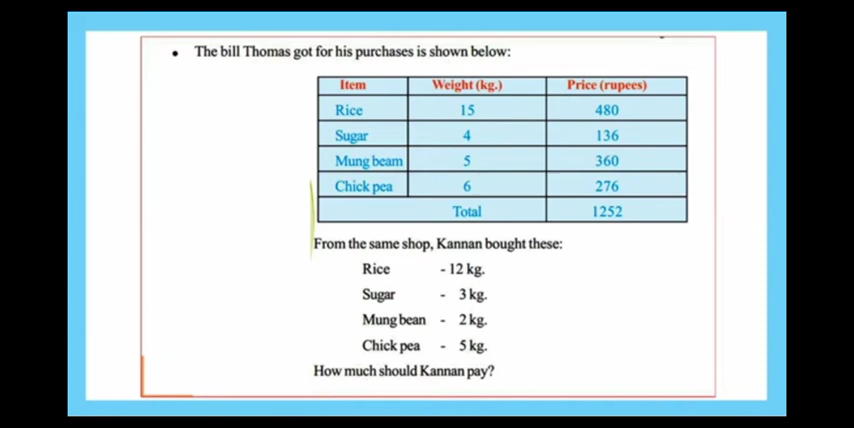 • The bill Thomas got for his purchases is shown below:
Item Weight (kg.) Price (rupees)
Rice 15 480
Sugar 4 136
Mung beam 5 360
Chick pea 6 276
Total 1252
From the same shop, Kannan bought these:
Rice - 12 kg.
Sugar - 3 kg.
Mung bean - 2 kg.
Chick pea - 5 kg.
How much should Kannan pay?